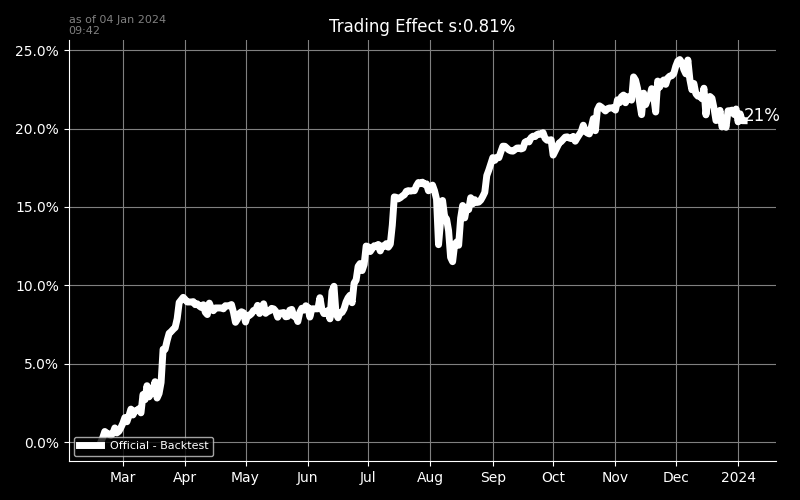 as of 04 Jan 2024
09:42
Trading Effect s:0.81%
25.0%
20.0%
15.0%
10.0%
5.0%
0.0%
21%
Official - Backtest
Mar Apr May Jun Jul Aug Sep Oct Nov Dec 2024